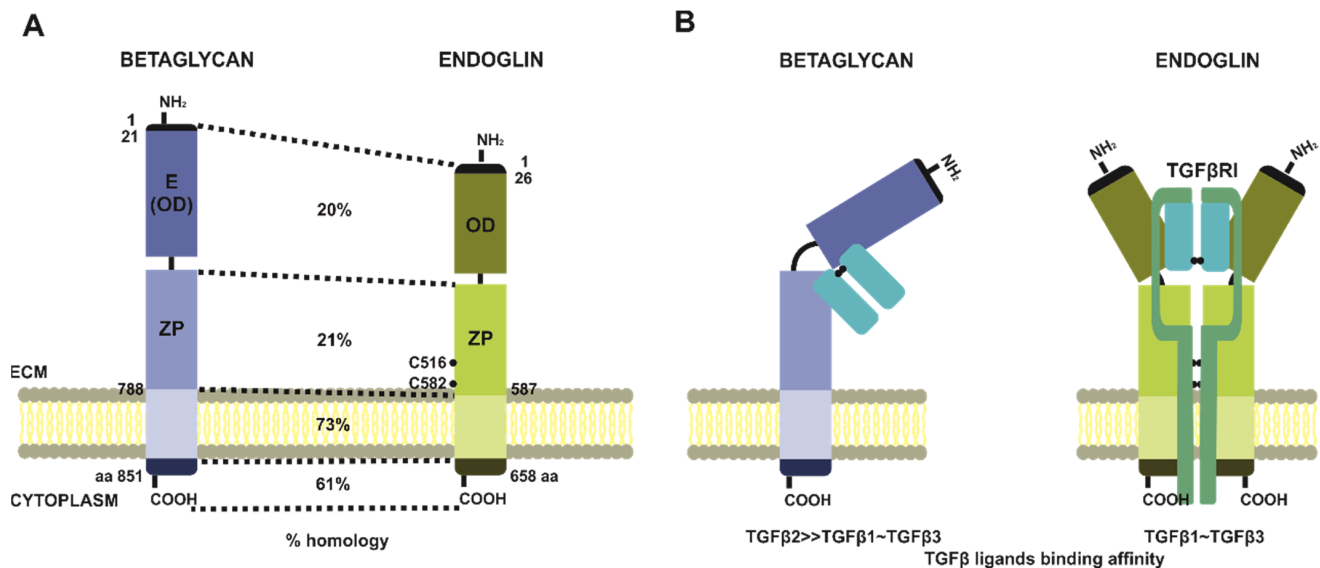 A
BETAGLYCAN
ENDOGLIN
NH₂
1
21
NH₂
1
26
E
(OD)
20%
OD
ZP
21%
ZP
C516
C582
ECM
788
587
73%
aa 851
61%
658 aa
CYTOPLASM
COOH
COOH
% homology
B
BETAGLYCAN
ENDOGLIN
NH₂
NH₂
TGFβRI
NH₂
COOH
COOH
COOH
TGFβ2>>TGFβ1~TGFβ3
TGFβ1~TGFβ3
TGFβ ligands binding affinity